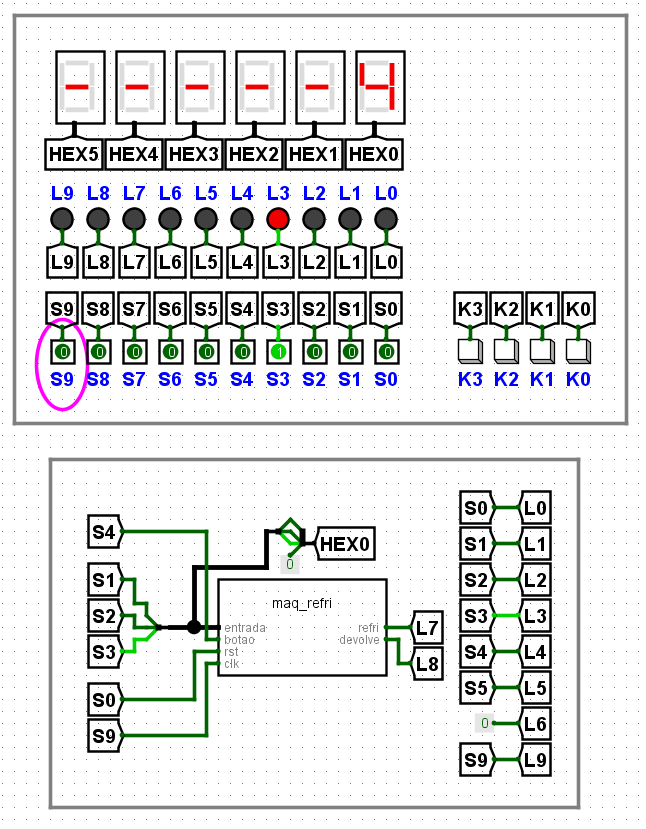 - - - - - 4
HEX5 HEX4 HEX3 HEX2 HEX1 HEX0
L9 L8 L7 L6 L5 L4 L3 L2 L1 L0
L9 L8 L7 L6 L5 L4 L3 L2 L1 L0
S9 S8 S7 S6 S5 S4 S3 S2 S1 S0 K3 K2 K1 K0
0 0 0 0 0 0 1 0 0 0
S9 S8 S7 S6 S5 S4 S3 S2 S1 S0 K3 K2 K1 K0
S0 L0
S4
HEX0
S1 L1
0
S1
S2 L2
maq_refri
S2
S3 L3
entrada refri L7
botao devolve
S3
rst
S4 L4
clk
L8
S0
S5 L5
0 L6
S9
S9 L9